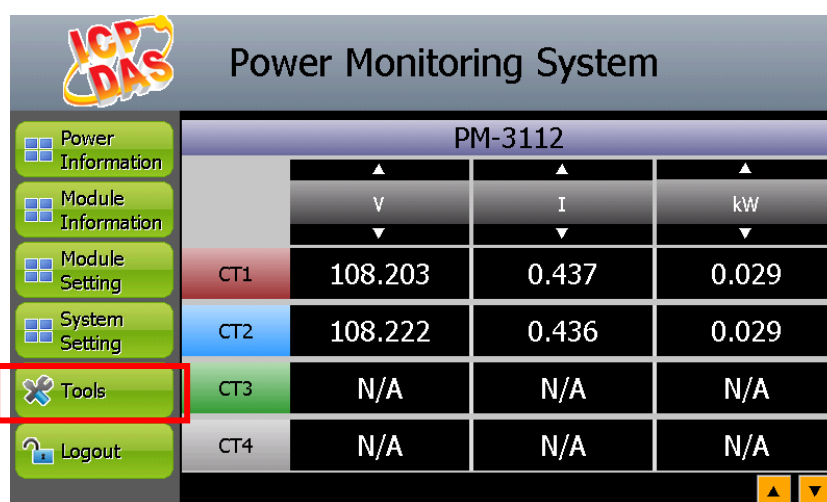 ICP
DAS
Power Monitoring System
Power
Information
Module
Information
Module
Setting
System
Setting
Tools
Logout
PM-3112
V I kW
CT1 108.203 0.437 0.029
CT2 108.222 0.436 0.029
CT3 N/A N/A N/A
CT4 N/A N/A N/A